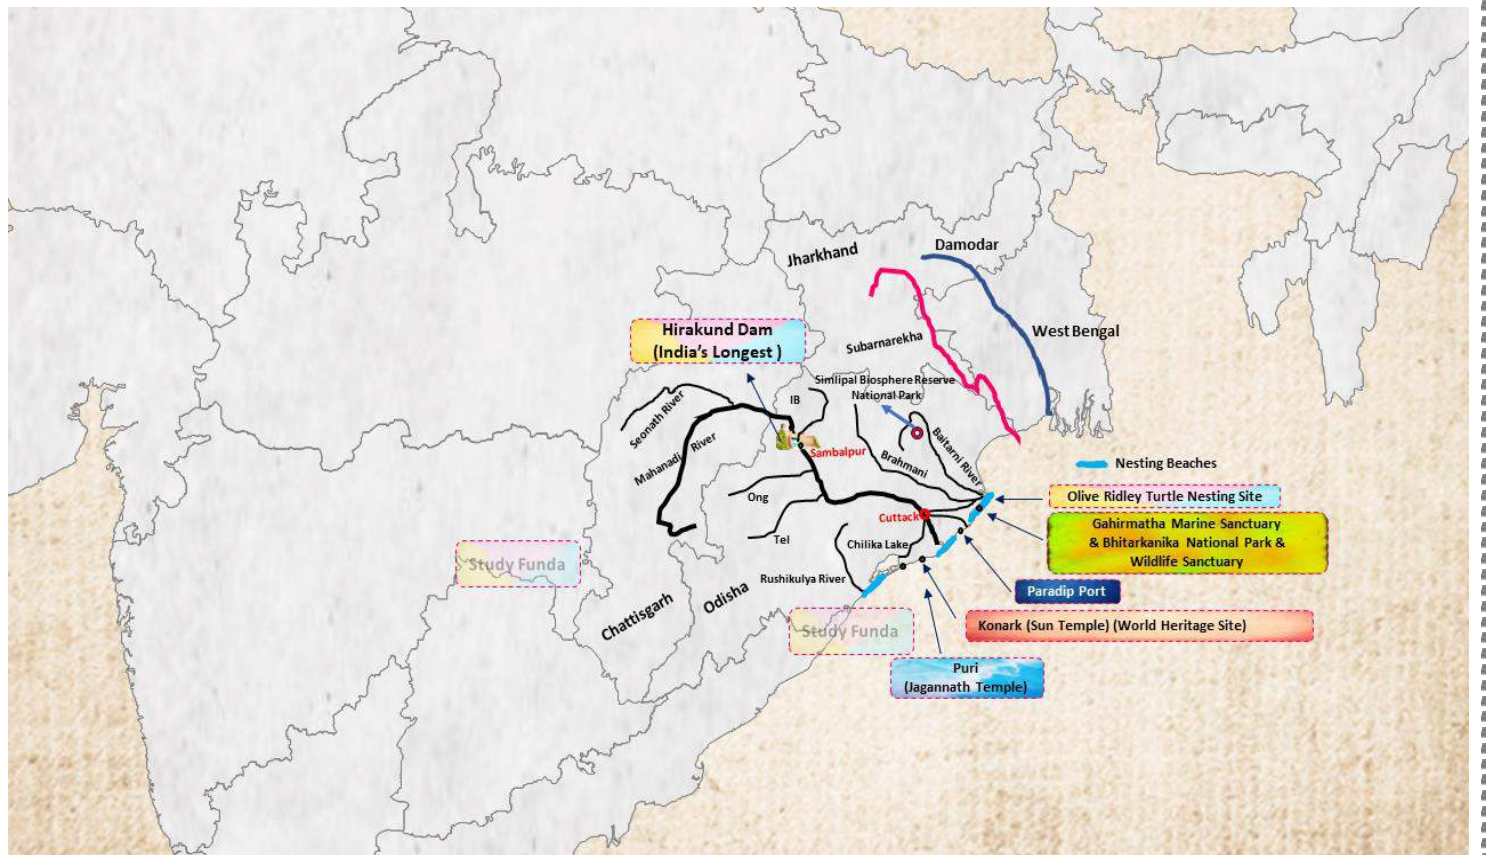 Jharkhand
Damodar
West Bengal
Hirakund Dam
(India's Longest )
Subarnarekha
Simlipal Biosphere Reserve
National Park
IB
Seonath River
Mahanadi River
Sambalpur
Brahmani
Baitarni River
Nesting Beaches
Ong
Olive Ridley Turtle Nesting Site
Cuttack
Gahirmatha Marine Sanctuary
& Bhitarkanika National Park &
Wildlife Sanctuary
Tel
Chilika Lake
Study Funda
Rushikulya River
Paradip Port
Chattisgarh
Odisha
Study Funda
Konark (Sun Temple) (World Heritage Site)
Puri
(Jagannath Temple)